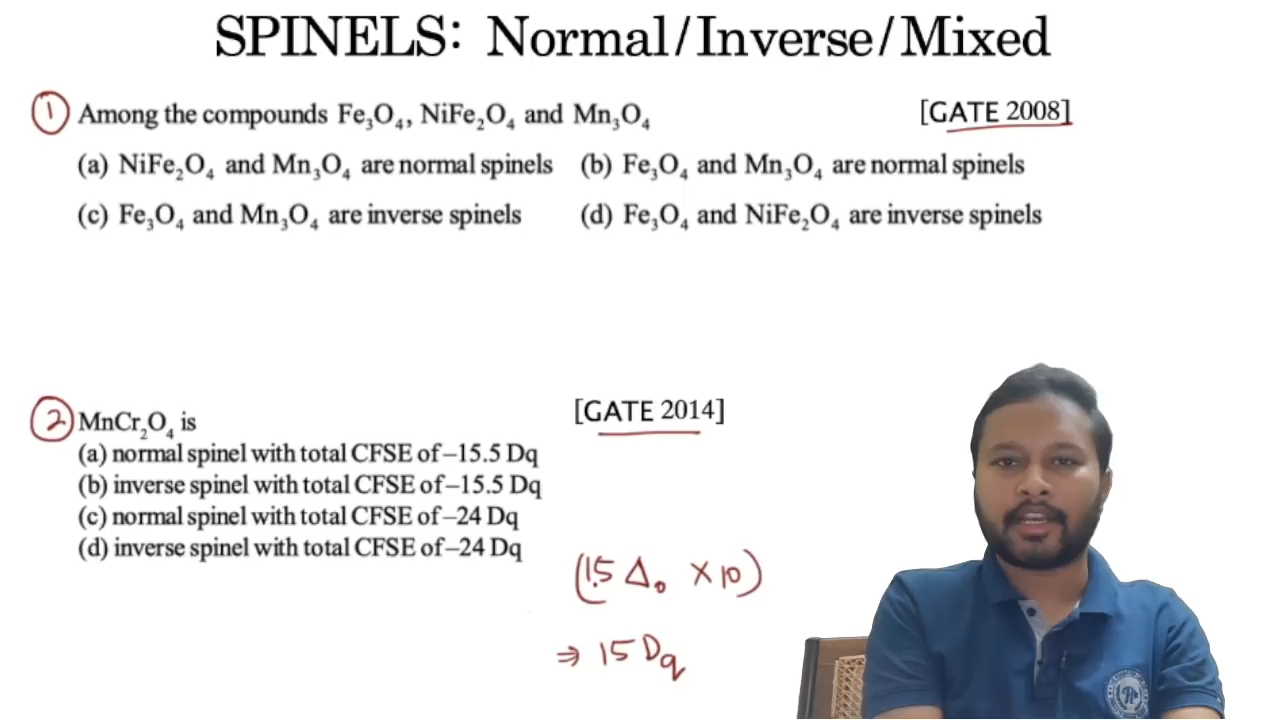 SPINELS: Normal/Inverse/Mixed
① Among the compounds Fe₃O₄, NiFe₂O₄ and Mn₃O₄ [GATE 2008]
(a) NiFe₂O₄ and Mn₃O₄ are normal spinels (b) Fe₃O₄ and Mn₃O₄ are normal spinels
(c) Fe₃O₄ and Mn₃O₄ are inverse spinels (d) Fe₃O₄ and NiFe₂O₄ are inverse spinels
② MnCr₂O₄ is [GATE 2014]
(a) normal spinel with total CFSE of –15.5 Dq
(b) inverse spinel with total CFSE of –15.5 Dq
(c) normal spinel with total CFSE of –24 Dq
(d) inverse spinel with total CFSE of –24 Dq
(1.5 Δ₀ × 10)
⇒ 15 Dq